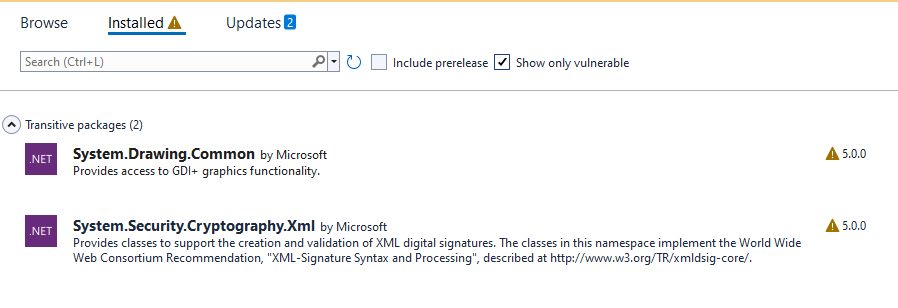 Browse Installed Updates 2
Search (Ctrl+L) Include prerelease Show only vulnerable
Transitive packages (2)
.NET System.Drawing.Common by Microsoft 5.0.0
Provides access to GDI+ graphics functionality.
.NET System.Security.Cryptography.Xml by Microsoft 5.0.0
Provides classes to support the creation and validation of XML digital signatures. The classes in this namespace implement the World Wide
Web Consortium Recommendation, "XML-Signature Syntax and Processing", described at http://www.w3.org/TR/xmldsig-core/.